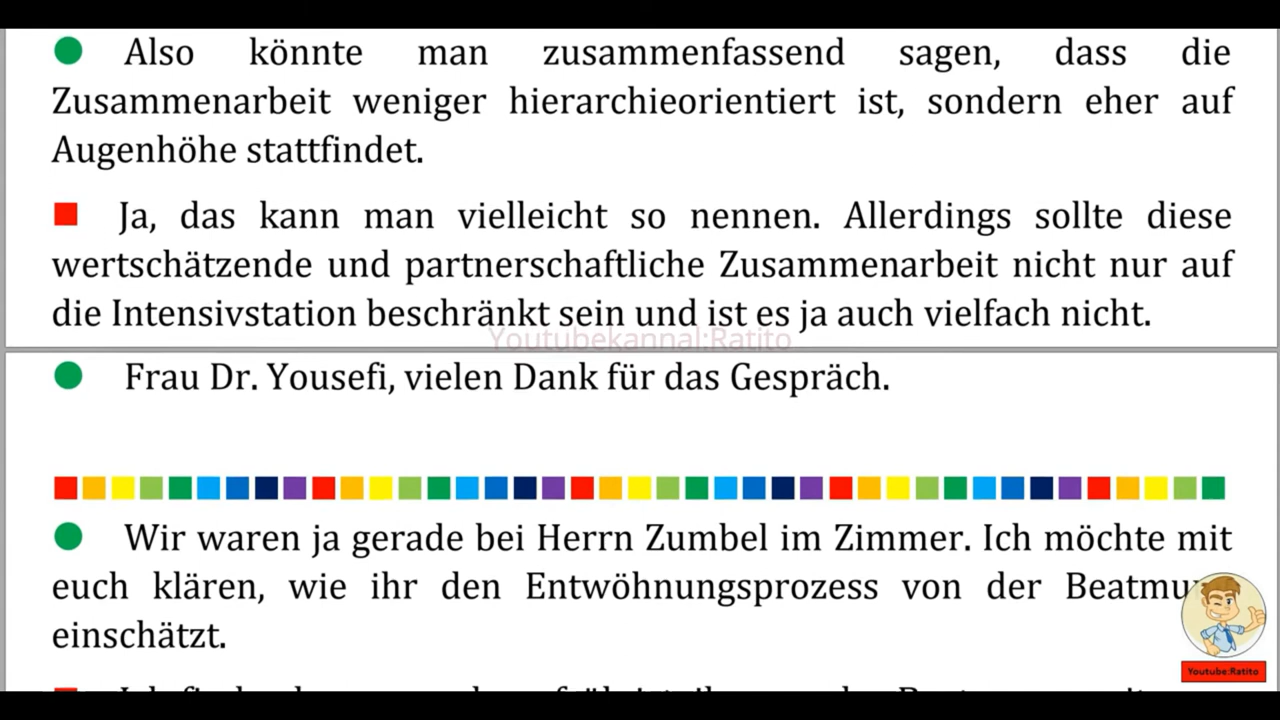 Also könnte man zusammenfassend sagen, dass die
Zusammenarbeit weniger hierarchieorientiert ist, sondern eher auf
Augenhöhe stattfindet.
Ja, das kann man vielleicht so nennen. Allerdings sollte diese
wertschätzende und partnerschaftliche Zusammenarbeit nicht nur auf
die Intensivstation beschränkt sein und ist es ja auch vielfach nicht.
Youtubekannal:Ratito
Frau Dr. Yousefi, vielen Dank für das Gespräch.
Wir waren ja gerade bei Herrn Zumbel im Zimmer. Ich möchte mit
euch klären, wie ihr den Entwöhnungsprozess von der
einschätzt.
Youtube:Ratito